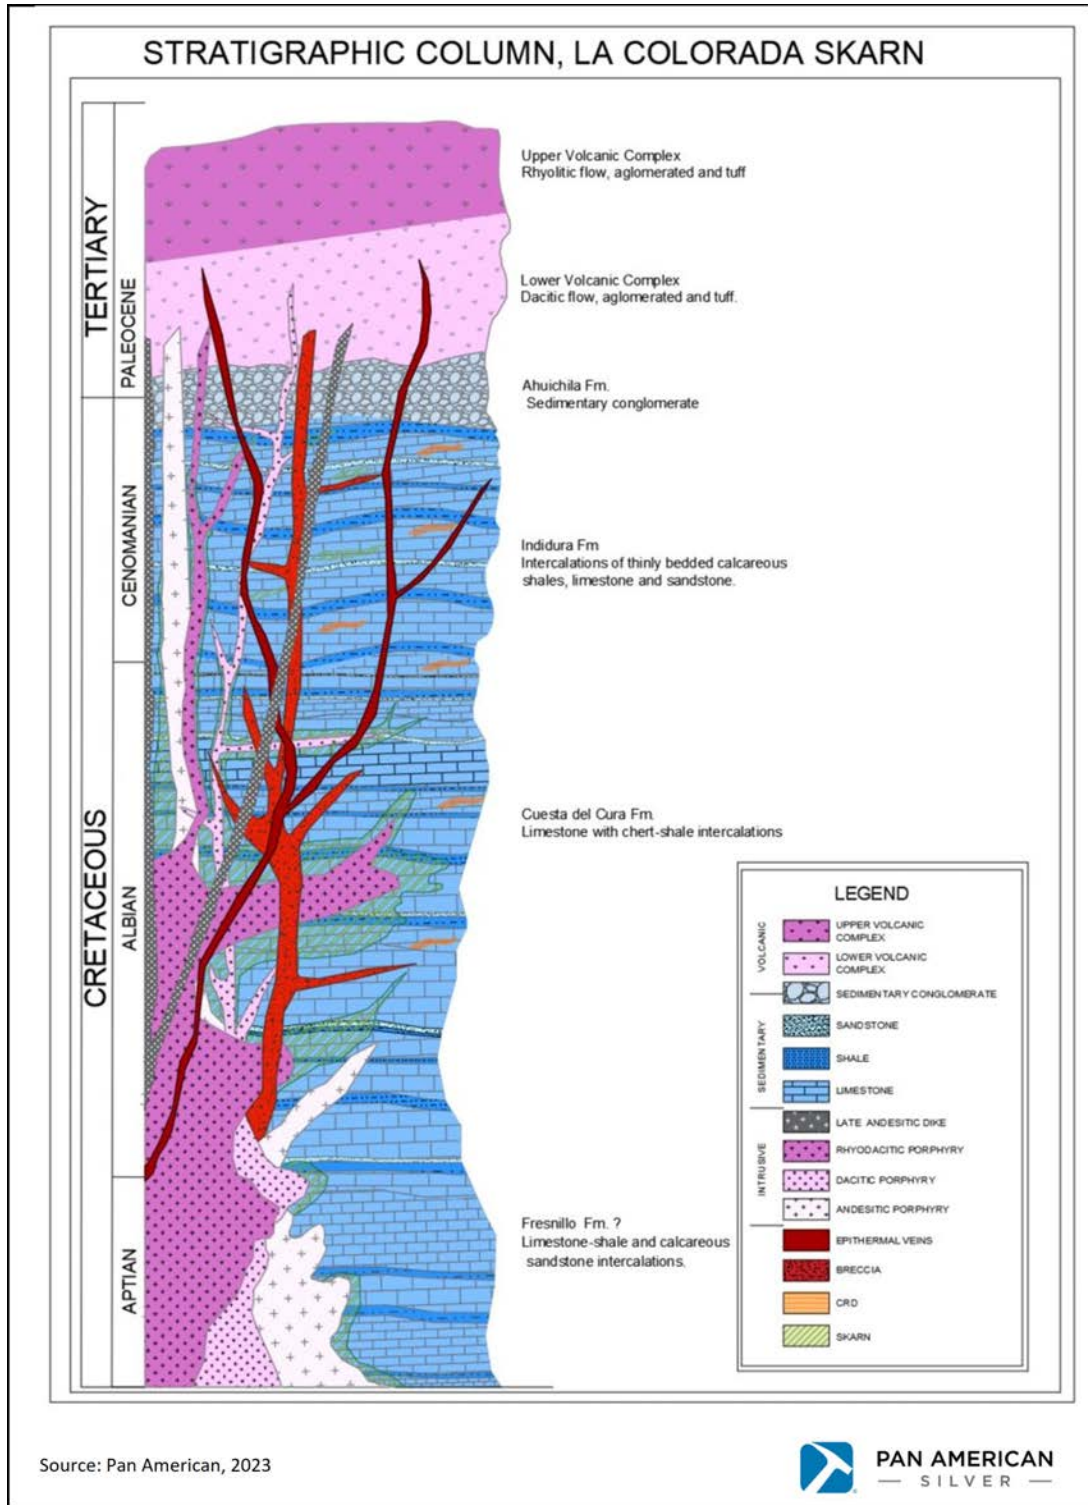 STRATIGRAPHIC COLUMN, LA COLORADA SKARN
TERTIARY
PALEOCENE
Upper Volcanic Complex
Rhyolitic flow, aglomerated and tuff
Lower Volcanic Complex
Dacitic flow, aglomerated and tuff.
Ahuichila Fm.
Sedimentary conglomerate
CRETACEOUS
CENOMANIAN
Indidura Fm
Intercalations of thinly bedded calcareous
shales, limestone and sandstone.
ALBIAN
Cuesta del Cura Fm.
Limestone with chert-shale intercalations
APTIAN
Fresnillo Fm. ?
Limestone-shale and calcareous
sandstone intercalations.
LEGEND
VOLCANIC
UPPER VOLCANIC
COMPLEX
LOWER VOLCANIC
COMPLEX
SEDIMENTARY
SEDIMENTARY CONGLOMERATE
SANDSTONE
SHALE
LIMESTONE
INTRUSIVE
LATE ANDESITIC DIKE
RHYODACITIC PORPHYRY
DACITIC PORPHYRY
ANDESITIC PORPHYRY
EPITHERMAL VEINS
BRECCIA
CRD
SKARN
Source: Pan American, 2023
PAN AMERICAN
SILVER